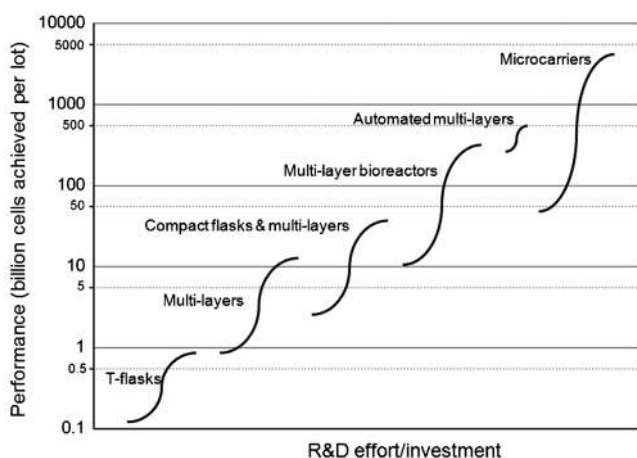 Performance (billion cells achieved per lot)
10000
5000
1000
500
100
50
10
5
1
0.5
0.1
Microcarriers
Automated multi-layers
Multi-layer bioreactors
Compact flasks & multi-layers
Multi-layers
T-flasks
R&D effort/investment